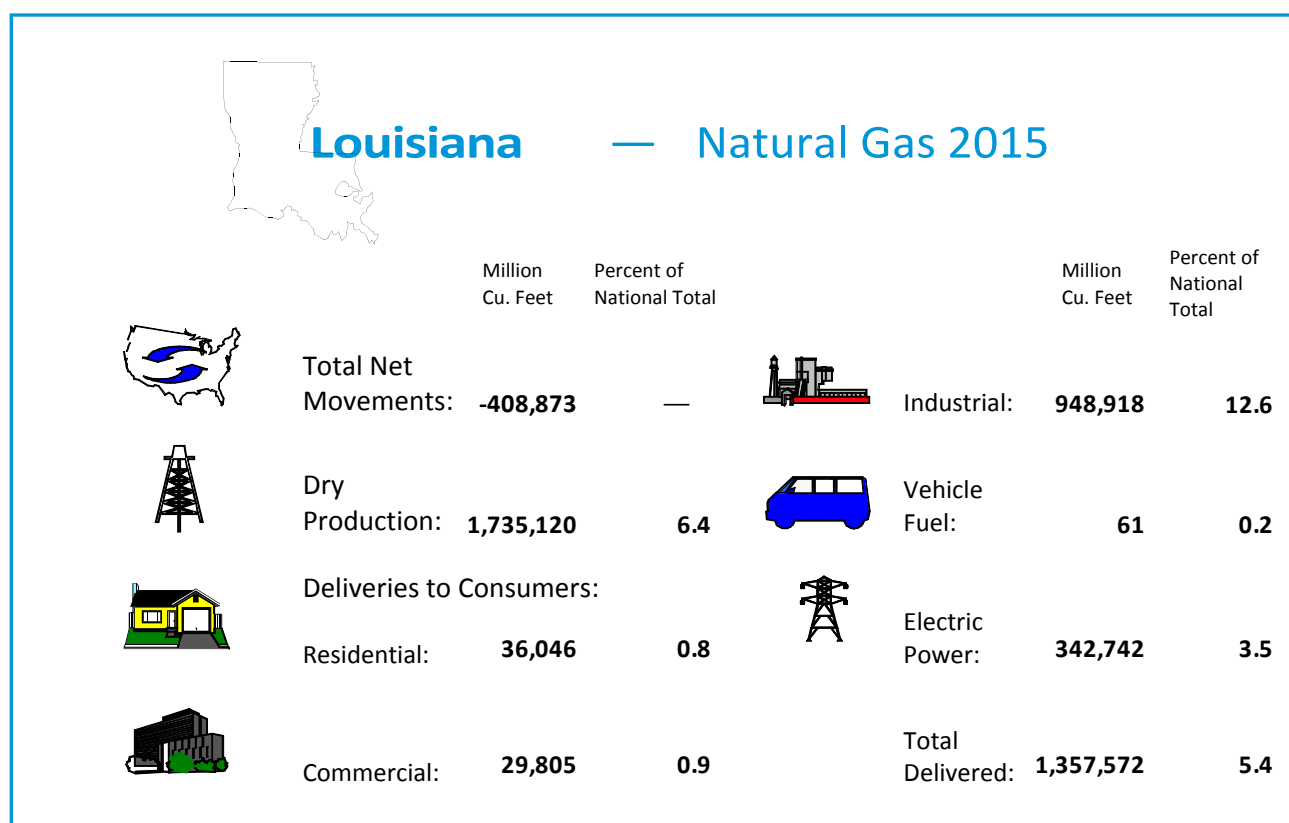 Louisiana — Natural Gas 2015
Million Percent of
Cu. Feet National Total
Total Net
Movements: -408,873 —
Dry
Production: 1,735,120 6.4
Deliveries to Consumers:
Residential: 36,046 0.8
Commercial: 29,805 0.9
Million Percent of
Cu. Feet National
Total
Industrial: 948,918 12.6
Vehicle
Fuel: 61 0.2
Electric
Power: 342,742 3.5
Total
Delivered: 1,357,572 5.4